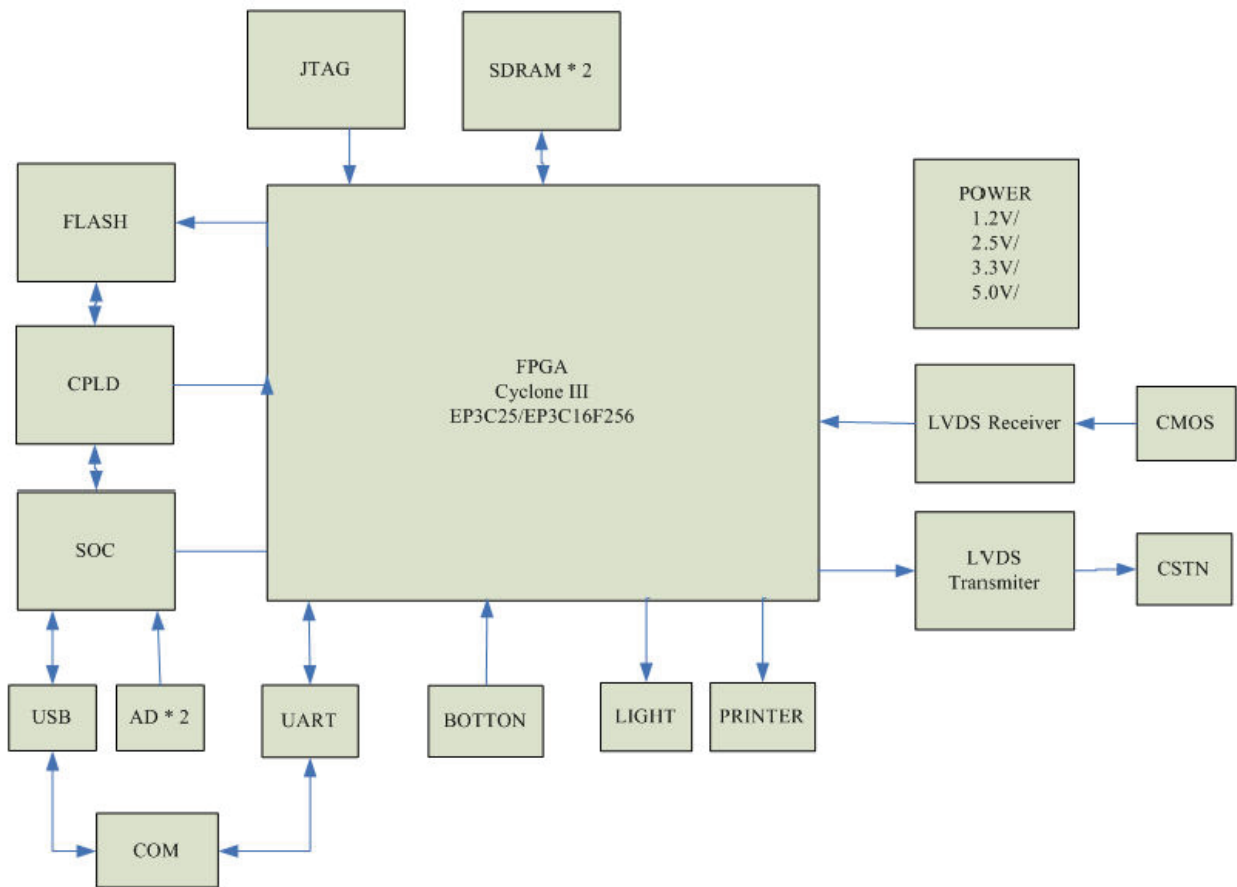 JTAG
SDRAM * 2
FLASH
POWER
1.2V/
2.5V/
3.3V/
5.0V/
CPLD
FPGA
Cyclone III
EP3C25/EP3C16F256
LVDS Receiver
CMOS
SOC
LVDS
Transmiter
CSTN
USB
AD * 2
UART
BOTTON
LIGHT
PRINTER
COM